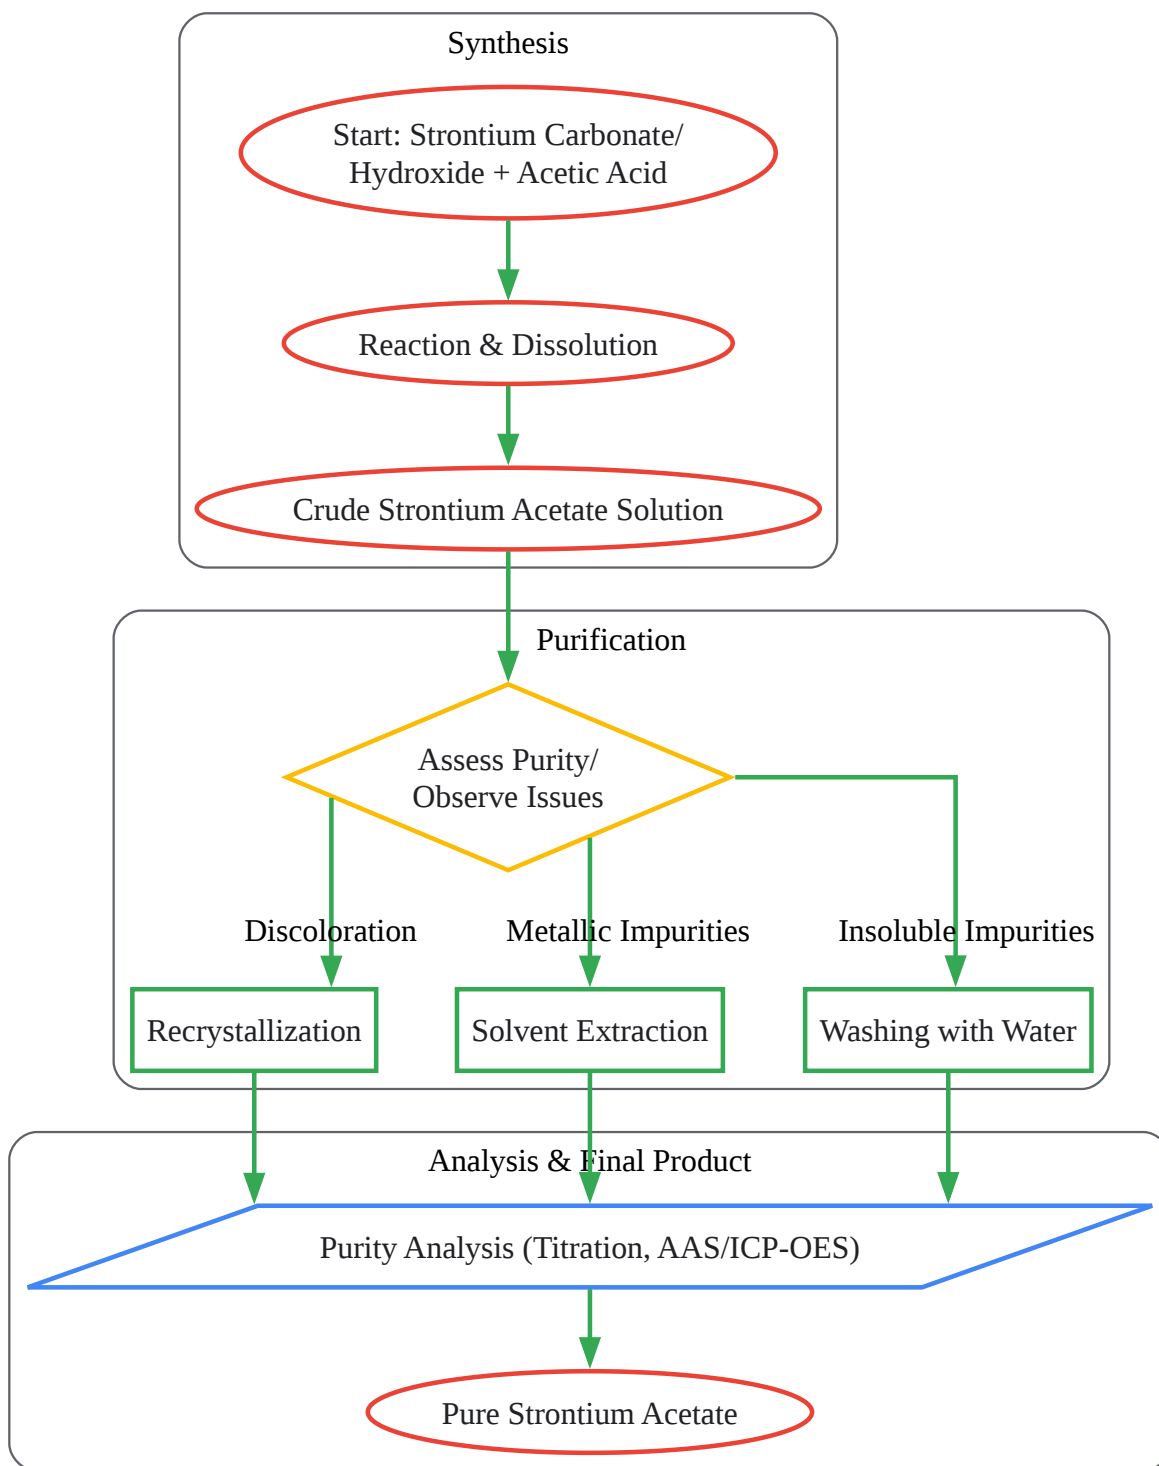 Synthesis
Start: Strontium Carbonate/
Hydroxide + Acetic Acid
Reaction & Dissolution
Crude Strontium Acetate Solution
Purification
Assess Purity/
Observe Issues
Discoloration
Metallic Impurities
Insoluble Impurities
Recrystallization
Solvent Extraction
Washing with Water
Analysis & Final Product
Purity Analysis (Titration, AAS/ICP-OES)
Pure Strontium Acetate